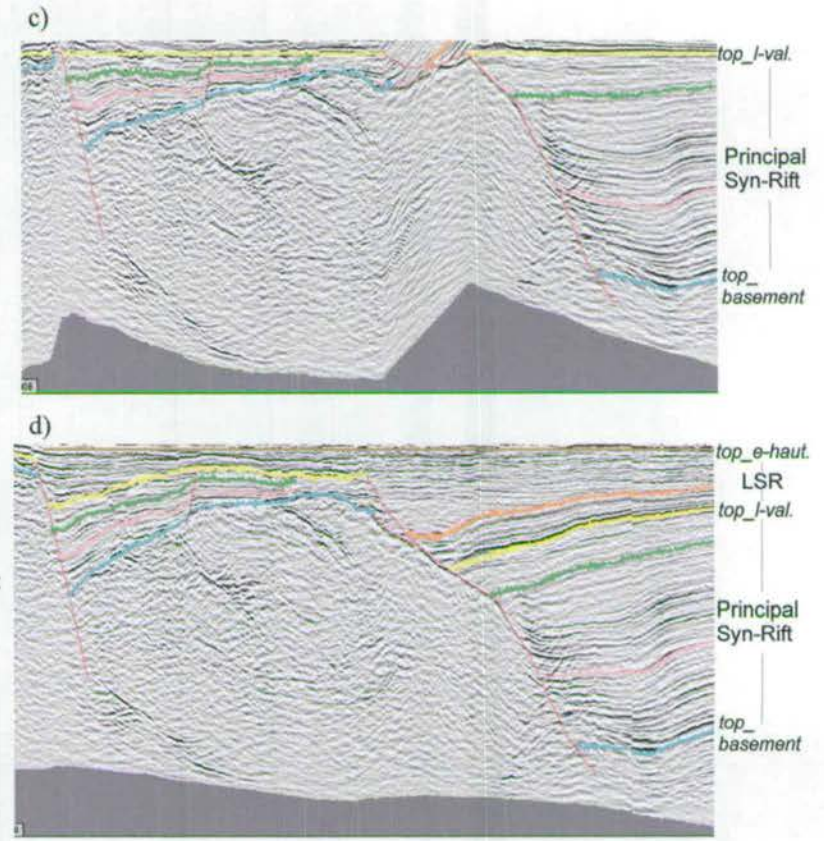 c)
top_l-val.
Principal
Syn-Rift
top_
basement
d)
top_e-haut.
LSR
top_l-val.
Principal
Syn-Rift
top_
basement